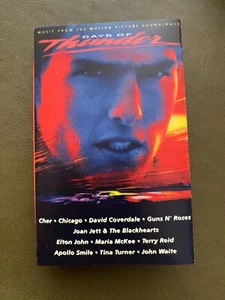 MUSIC FROM THE MOTION PICTURE SOUNDTRACK
DAYS OF
Thunder
Cher • Chicago • David Coverdale • Guns N' Roses
Joan Jett & The Blackhearts
Elton John • Maria McKee • Terry Reid
Apollo Smile • Tina Turner • John Waite